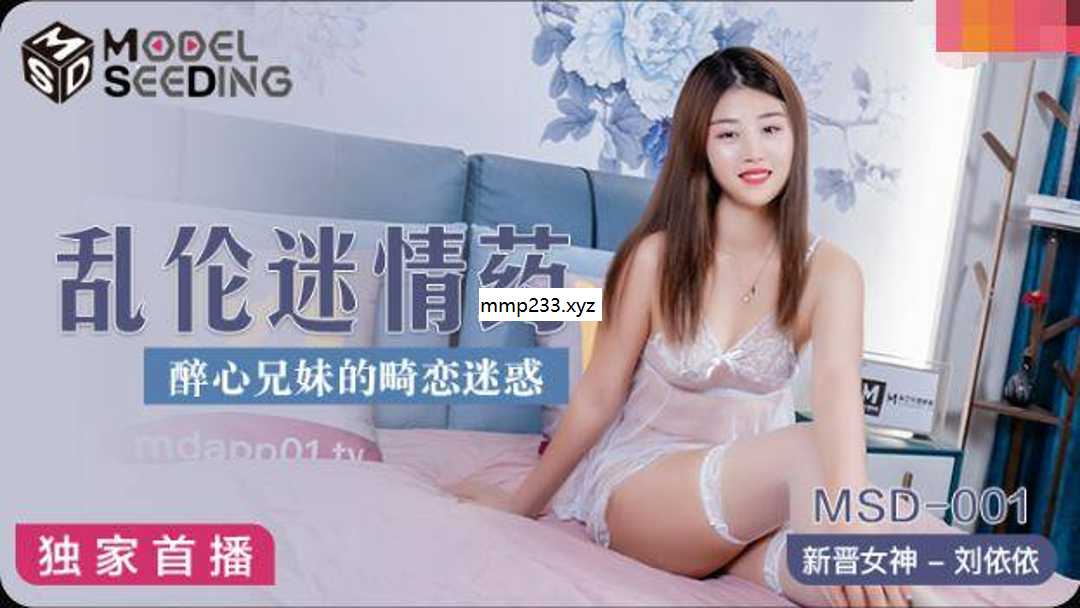 MSD
MODEL
SEEDING
乱伦迷情药
mmp233.xyz
醉心兄妹的畸恋迷惑
mdapp01.tv
MSD-001
独家首播
新晋女神 – 刘依依